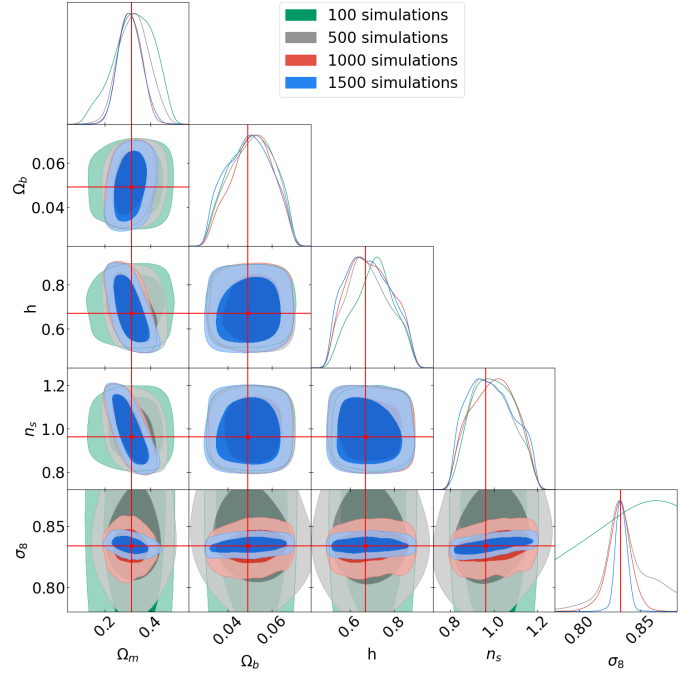 100 simulations
500 simulations
1000 simulations
1500 simulations
0.06
0.04
Ω_b
0.8
0.6
h
1.2
1.0
0.8
n_s
0.85
0.80
σ_8
0.2 0.4 0.04 0.06 0.6 0.8 0.8 1.0 1.2 0.80 0.85
Ω_m Ω_b h n_s σ_8